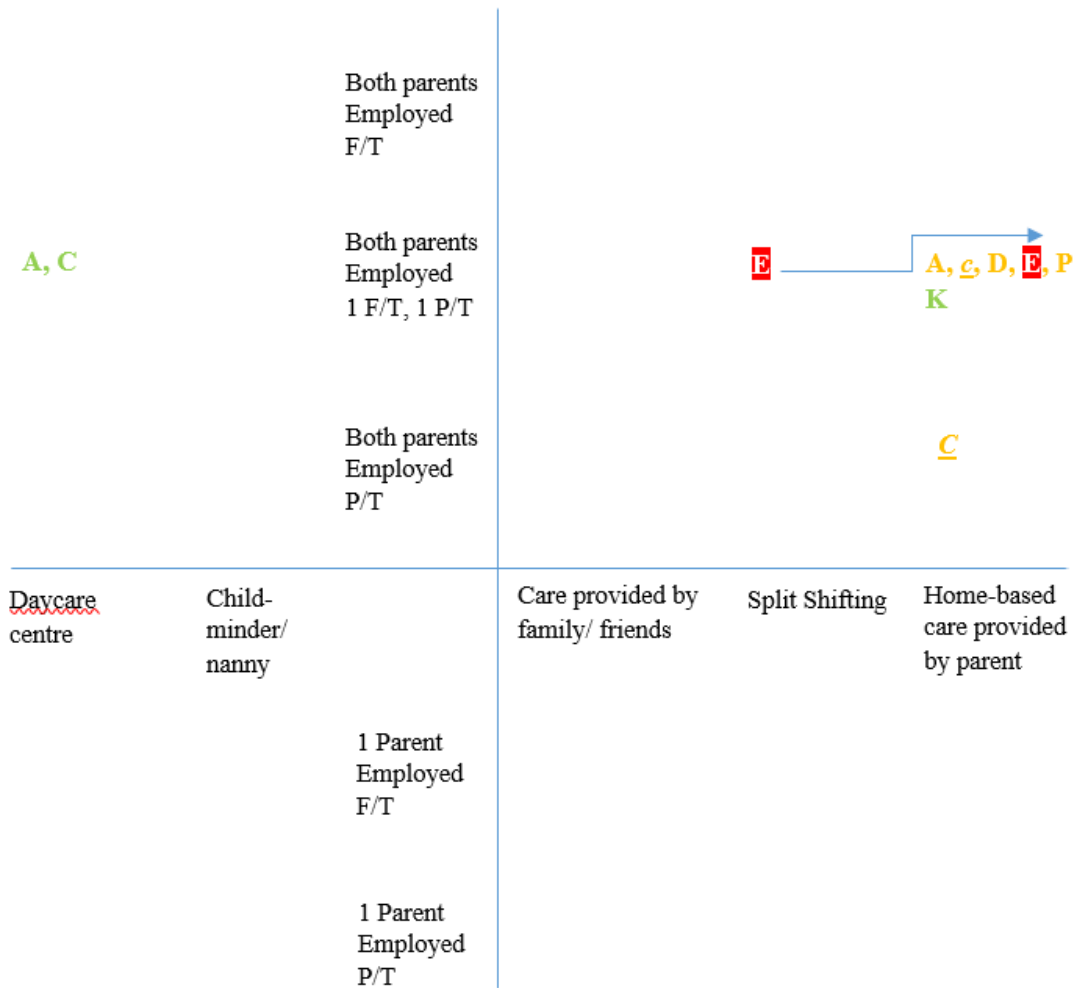 Both parents
Employed
F/T
A, C
Both parents
Employed
1 F/T, 1 P/T
E
A, c, D, E, P
K
Both parents
Employed
P/T
C
Daycare
centre
Child-
minder/
nanny
Care provided by
family/ friends
Split Shifting
Home-based
care provided
by parent
1 Parent
Employed
F/T
1 Parent
Employed
P/T